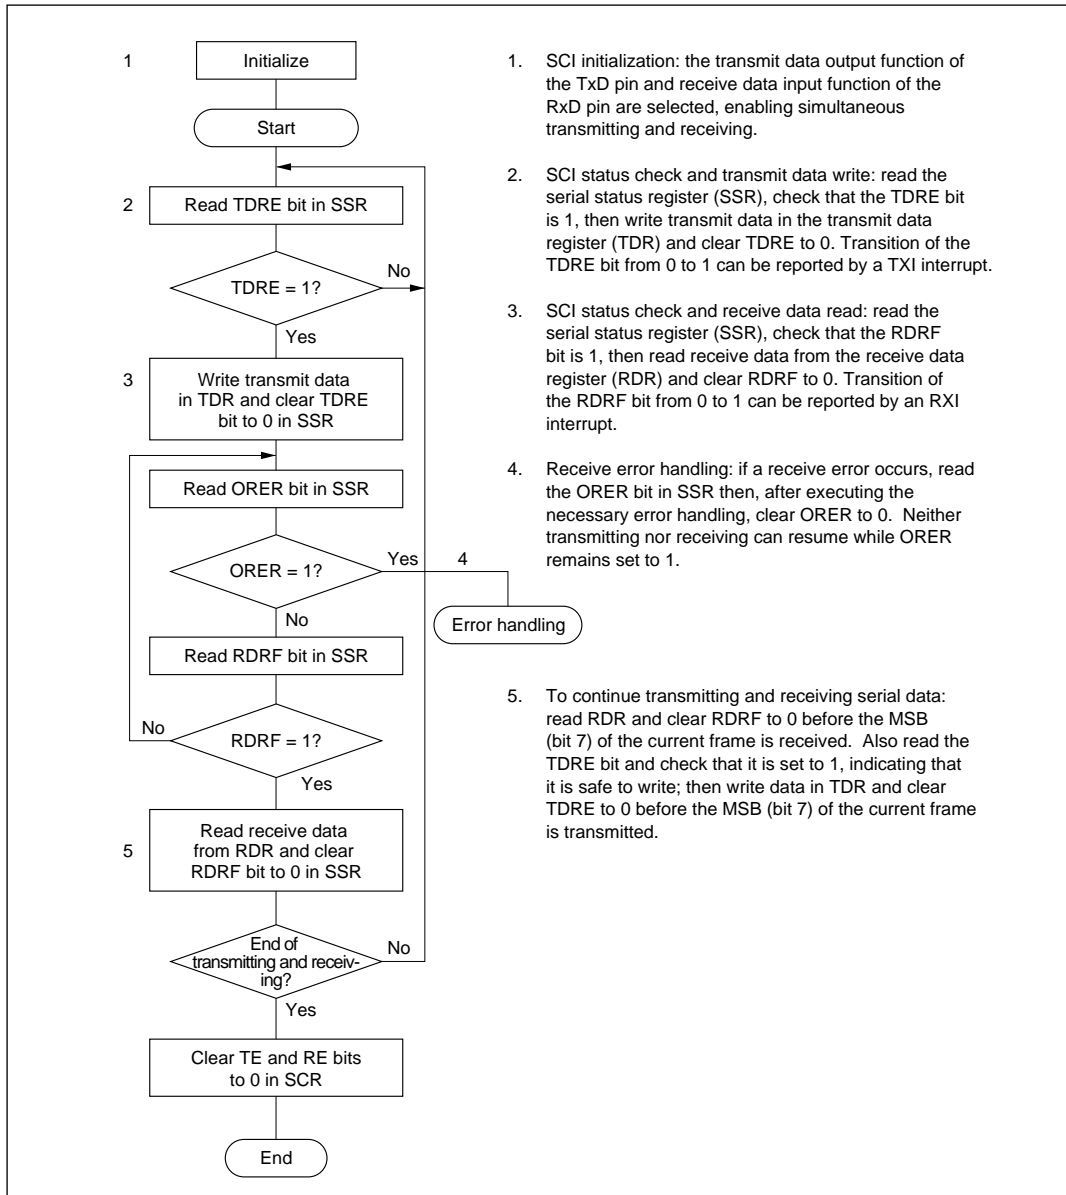 1
Initialize
Start
2
Read TDRE bit in SSR
TDRE = 1?
No
Yes
3
Write transmit data
in TDR and clear TDRE
bit to 0 in SSR
Read ORER bit in SSR
ORER = 1?
Yes
4
No
Error handling
Read RDRF bit in SSR
No
RDRF = 1?
Yes
5
Read receive data
from RDR and clear
RDRF bit to 0 in SSR
End of
transmitting and receiv-
ing?
No
Yes
Clear TE and RE bits
to 0 in SCR
End
1. SCI initialization: the transmit data output function of
the TxD pin and receive data input function of the
RxD pin are selected, enabling simultaneous
transmitting and receiving.
2. SCI status check and transmit data write: read the
serial status register (SSR), check that the TDRE bit
is 1, then write transmit data in the transmit data
register (TDR) and clear TDRE to 0. Transition of the
TDRE bit from 0 to 1 can be reported by a TXI interrupt.
3. SCI status check and receive data read: read the
serial status register (SSR), check that the RDRF
bit is 1, then read receive data from the receive data
register (RDR) and clear RDRF to 0. Transition of
the RDRF bit from 0 to 1 can be reported by an RXI
interrupt.
4. Receive error handling: if a receive error occurs, read
the ORER bit in SSR then, after executing the
necessary error handling, clear ORER to 0. Neither
transmitting nor receiving can resume while ORER
remains set to 1.
5. To continue transmitting and receiving serial data:
read RDR and clear RDRF to 0 before the MSB
(bit 7) of the current frame is received. Also read the
TDRE bit and check that it is set to 1, indicating that
it is safe to write; then write data in TDR and clear
TDRE to 0 before the MSB (bit 7) of the current frame
is transmitted.